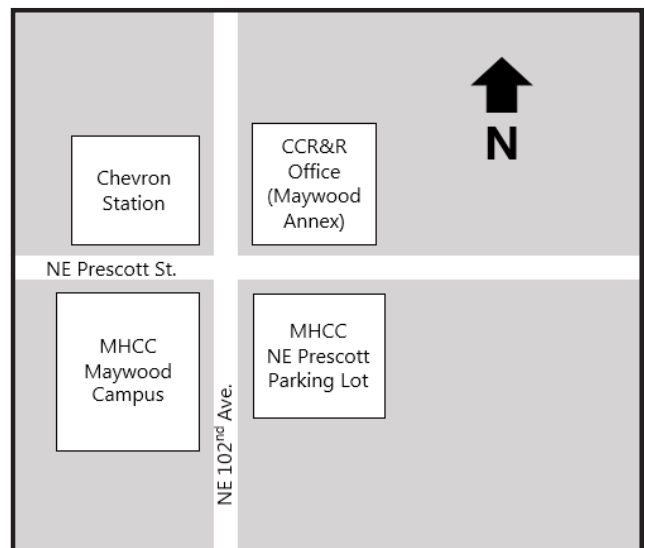 N
Chevron
Station
CCR&R
Office
(Maywood
Annex)
NE Prescott St.
MHCC
Maywood
Campus
MHCC
NE Prescott
Parking Lot
NE 102nd Ave.